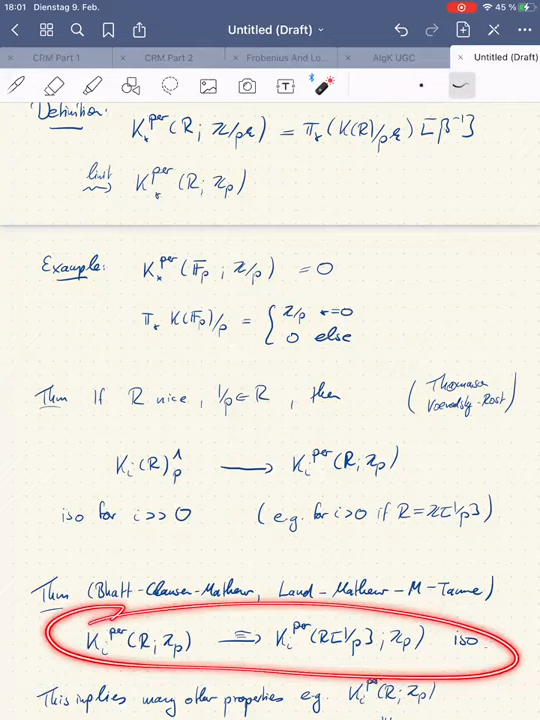 18:01 Dienstag 9. Feb. 45 %
Untitled (Draft)
CRM Part 1 CRM Part 2 Frobenius And Lo... AlgK UGC Untitled (Draft)
Definition:
K_*^{per}(R; Z/p^k) = π_*(K(R)/p^k)[β^{-1}]
limit ⇝ K_*^{per}(R; Z_p)
Example: K_*^{per}(F_p; Z/p) = 0
π_* K(F_p)/p = { Z/p *=0
0 else
Thm If R nice, 1/p ∈ R, then (Thomason
Voevodsky-Rost)
K_i(R)_p^∧ → K_i^{per}(R; Z_p)
iso for i >> 0 (e.g. for i>0 if R = Z[1/p])
Thm (Bhatt-Clausen-Mathew, Land-Mathew-M-Tamme)
K_i^{per}(R; Z_p) ≅→ K_i^{per}(R[1/p]; Z_p) iso.
This implies many other properties e.g. K_i^{per}(R; Z_p)